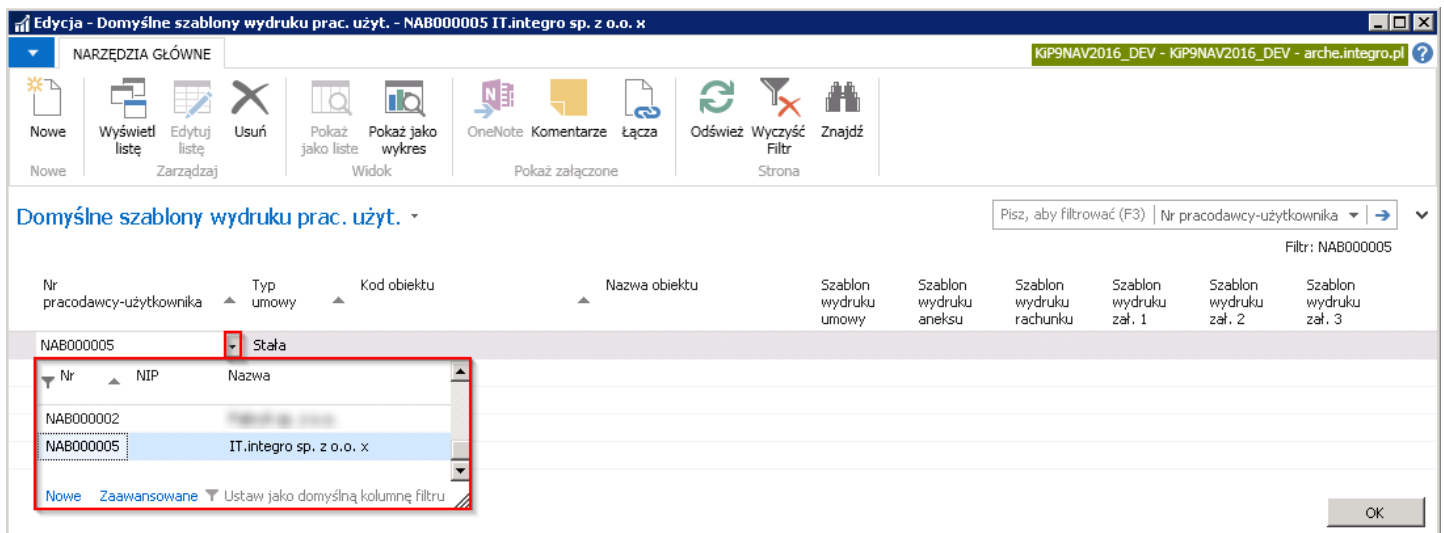 Edycja - Domyślne szablony wydruku prac. użyt. - NAB000005 IT.integro sp. z o.o. x
NARZĘDZIA GŁÓWNE
KiP9NAV2016_DEV - KiP9NAV2016_DEV - arche.integro.pl
Nowe
Wyświetl listę
Edytuj listę
Usuń
Pokaż jako liste
Pokaż jako wykres
OneNote
Komentarze
Łącza
Odśwież
Wyczyść Filtr
Znajdź
Nowe
Zarządzaj
Widok
Pokaż załączone
Strona
Domyślne szablony wydruku prac. użyt.
Pisz, aby filtrować (F3)
Nr pracodawcy-użytkownika
Filtr: NAB000005
Nr pracodawcy-użytkownika
Typ umowy
Kod obiektu
Nazwa obiektu
Szablon wydruku umowy
Szablon wydruku aneksu
Szablon wydruku rachunku
Szablon wydruku zał. 1
Szablon wydruku zał. 2
Szablon wydruku zał. 3
NAB000005 Stała
Nr NIP Nazwa
NAB000002
NAB000005 IT.integro sp. z o.o. x
Nowe Zaawansowane Ustaw jako domyślną kolumnę filtru
OK